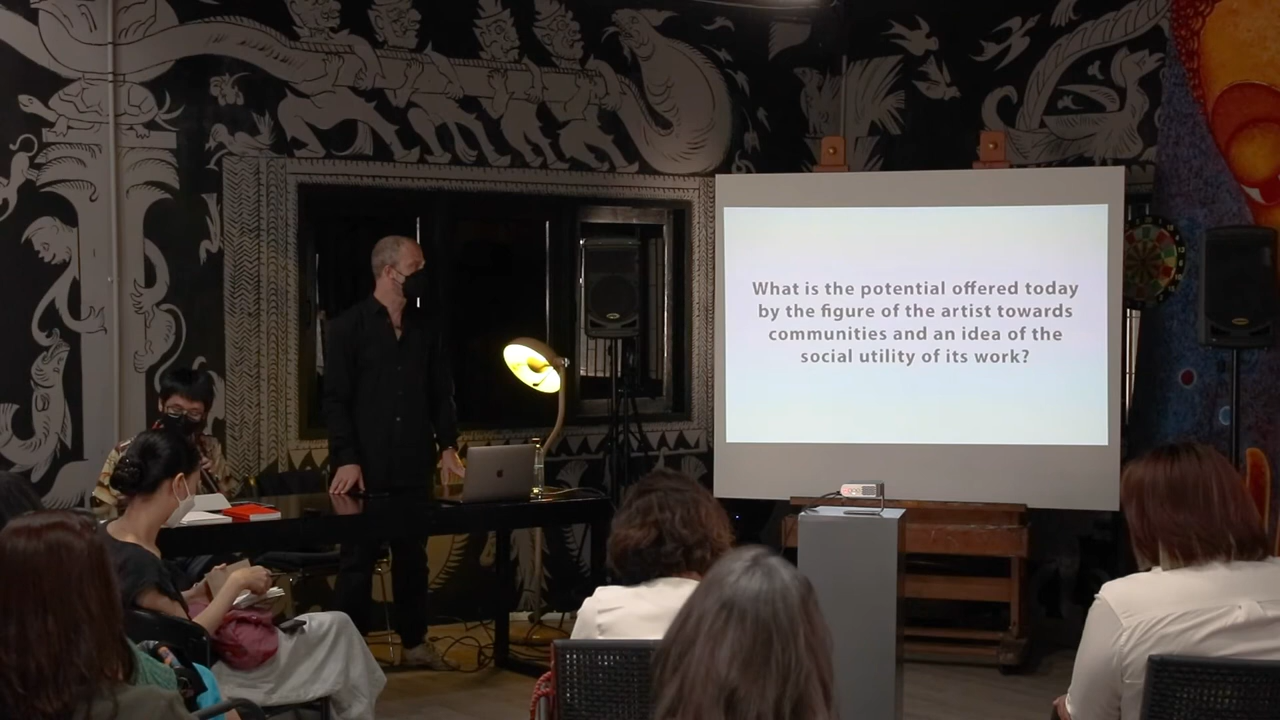 What is the potential offered today
by the figure of the artist towards
communities and an idea of the
social utility of its work?